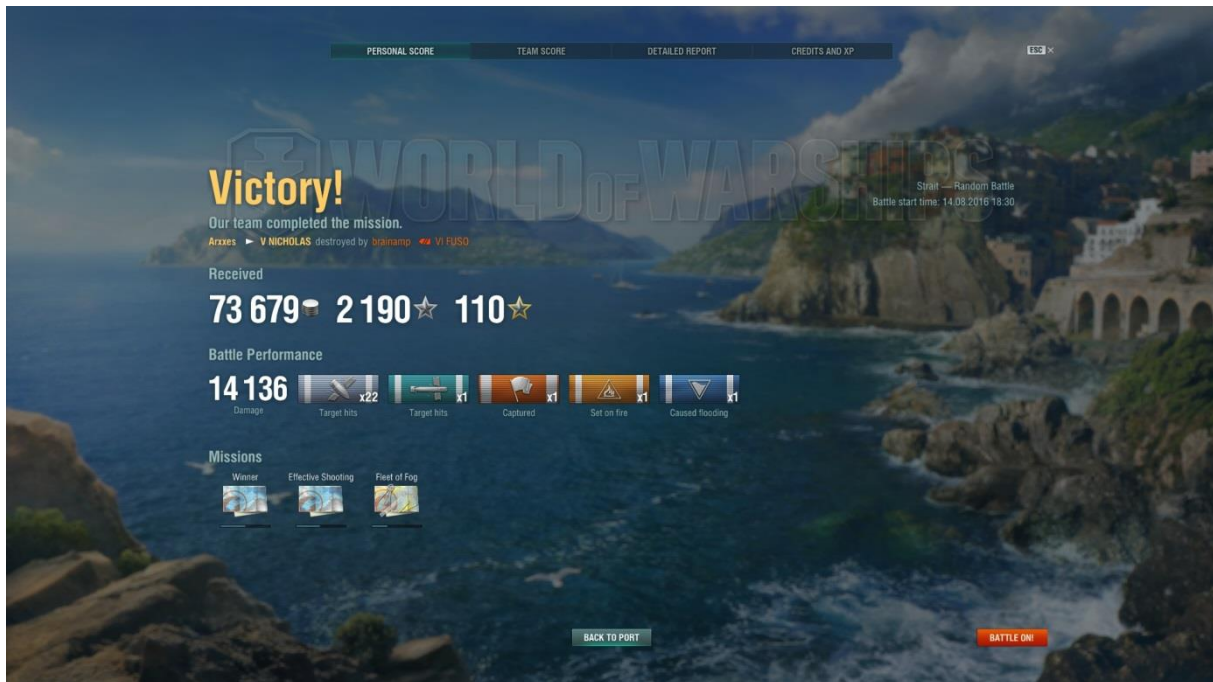 PERSONAL SCORE TEAM SCORE DETAILED REPORT CREDITS AND XP ESC ×
WORLD OF WARSHIPS
Victory!
Strait — Random Battle
Battle start time: 14.08.2016 18:30
Our team completed the mission.
Arxxes V NICHOLAS destroyed by brainamp VI FUSO
Received
73 679 2 190 110
Battle Performance
14 136 x22 x1 x1 x1 x1
Damage Target hits Target hits Captured Set on fire Caused flooding
Missions
Winner Effective Shooting Fleet of Fog
BACK TO PORT BATTLE ON!